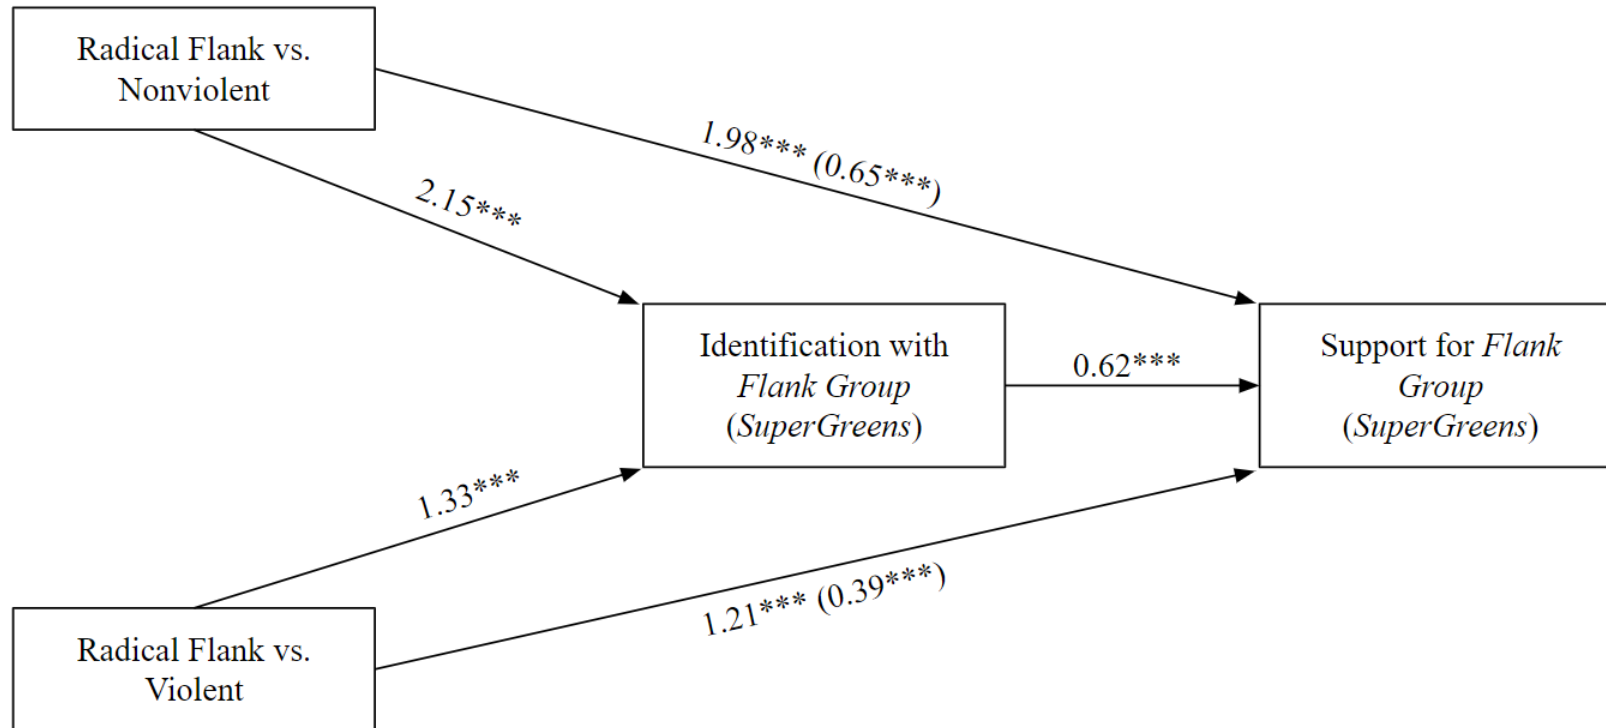 Radical Flank vs.
Nonviolent
1.98*** (0.65***)
2.15***
Identification with
Flank Group
(SuperGreens)
0.62***
Support for Flank
Group
(SuperGreens)
1.33***
1.21*** (0.39***)
Radical Flank vs.
Violent